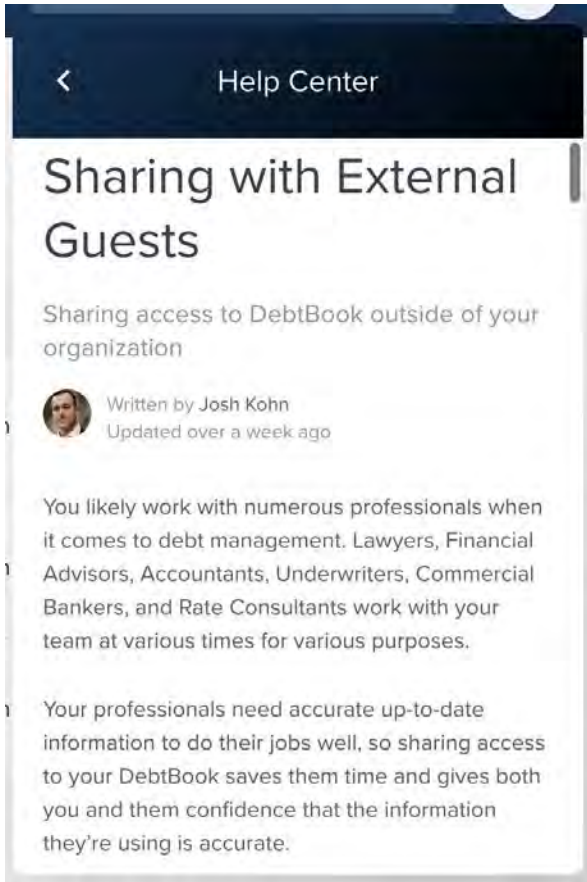 Help Center
Sharing with External
Guests
Sharing access to DebtBook outside of your
organization
Written by Josh Kohn
Updated over a week ago
You likely work with numerous professionals when
it comes to debt management. Lawyers, Financial
Advisors, Accountants, Underwriters, Commercial
Bankers, and Rate Consultants work with your
team at various times for various purposes.
Your professionals need accurate up-to-date
information to do their jobs well, so sharing access
to your DebtBook saves them time and gives both
you and them confidence that the information
they're using is accurate.